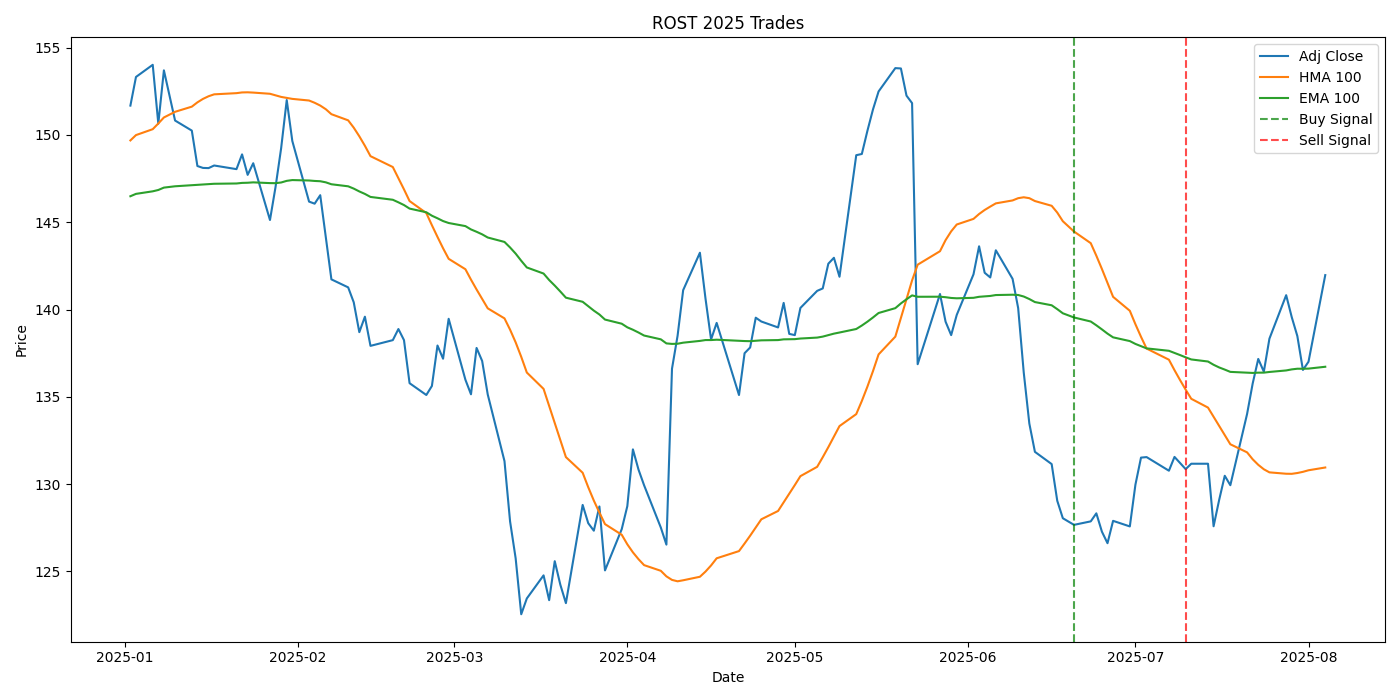 ROST 2025 Trades
155
150
145
140
135
130
125
Price
2025-01 2025-02 2025-03 2025-04 2025-05 2025-06 2025-07 2025-08
Date
Adj Close
HMA 100
EMA 100
Buy Signal
Sell Signal